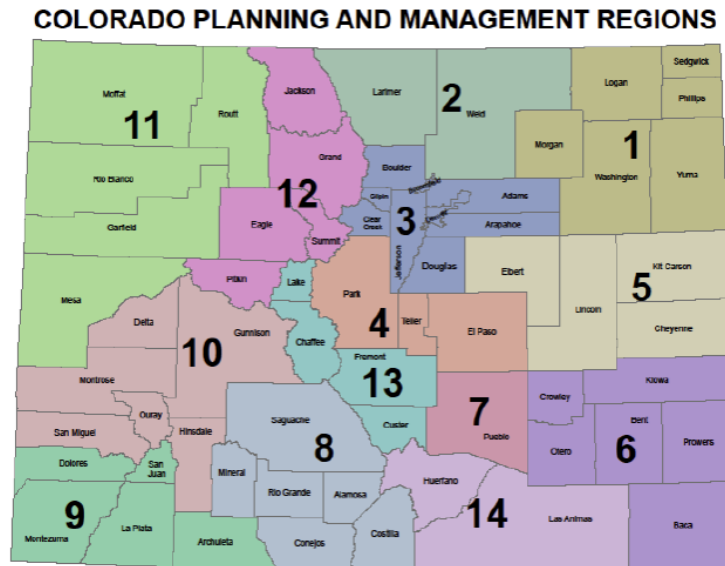 COLORADO PLANNING AND MANAGEMENT REGIONS
Sedgwick
Logan
Moffat
Jackson
Larimer
2
Phillips
Routt
Weld
11
Morgan
1
Grand
Boulder
Rio Blanco
Washington
Yuma
12
Gilpin
Broomfield
Adams
Clear
Creek
3
Denver
Garfield
Eagle
Arapahoe
Summit
Jefferson
Douglas
Elbert
Kit Carson
Pitkin
Lake
5
Mesa
Park
Lincoln
Delta
Gunnison
4
Teller
El Paso
Cheyenne
10
Chaffee
Fremont
Montrose
13
Kiowa
Crowley
Ouray
7
Bent
San Miguel
Hinsdale
Saguache
Custer
Pueblo
Otero
6
Prowers
8
Dolores
San
Juan
Mineral
Huerfano
Rio Grande
Alamosa
9
14
Las Animas
Baca
Montezuma
La Plata
Archuleta
Conejos
Costilla